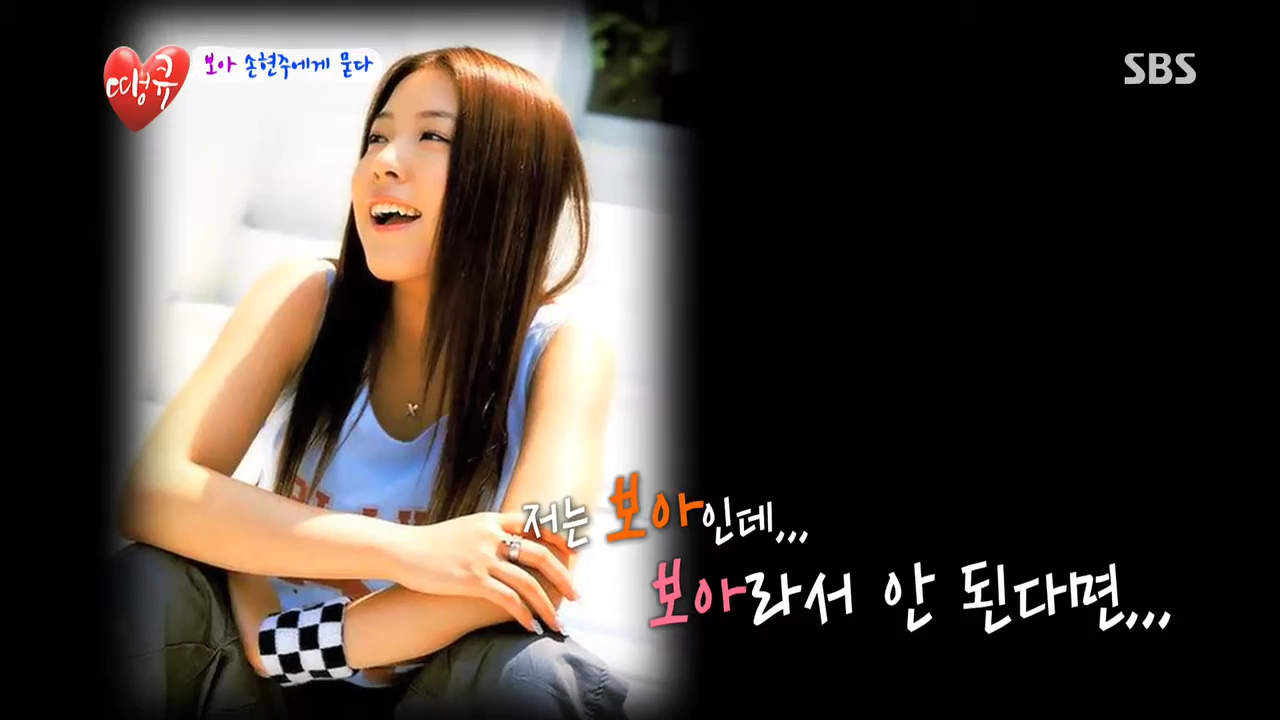 땡큐
보아 손현주에게 묻다
SBS
저는 보아인데...
보아라서 안 된다면...